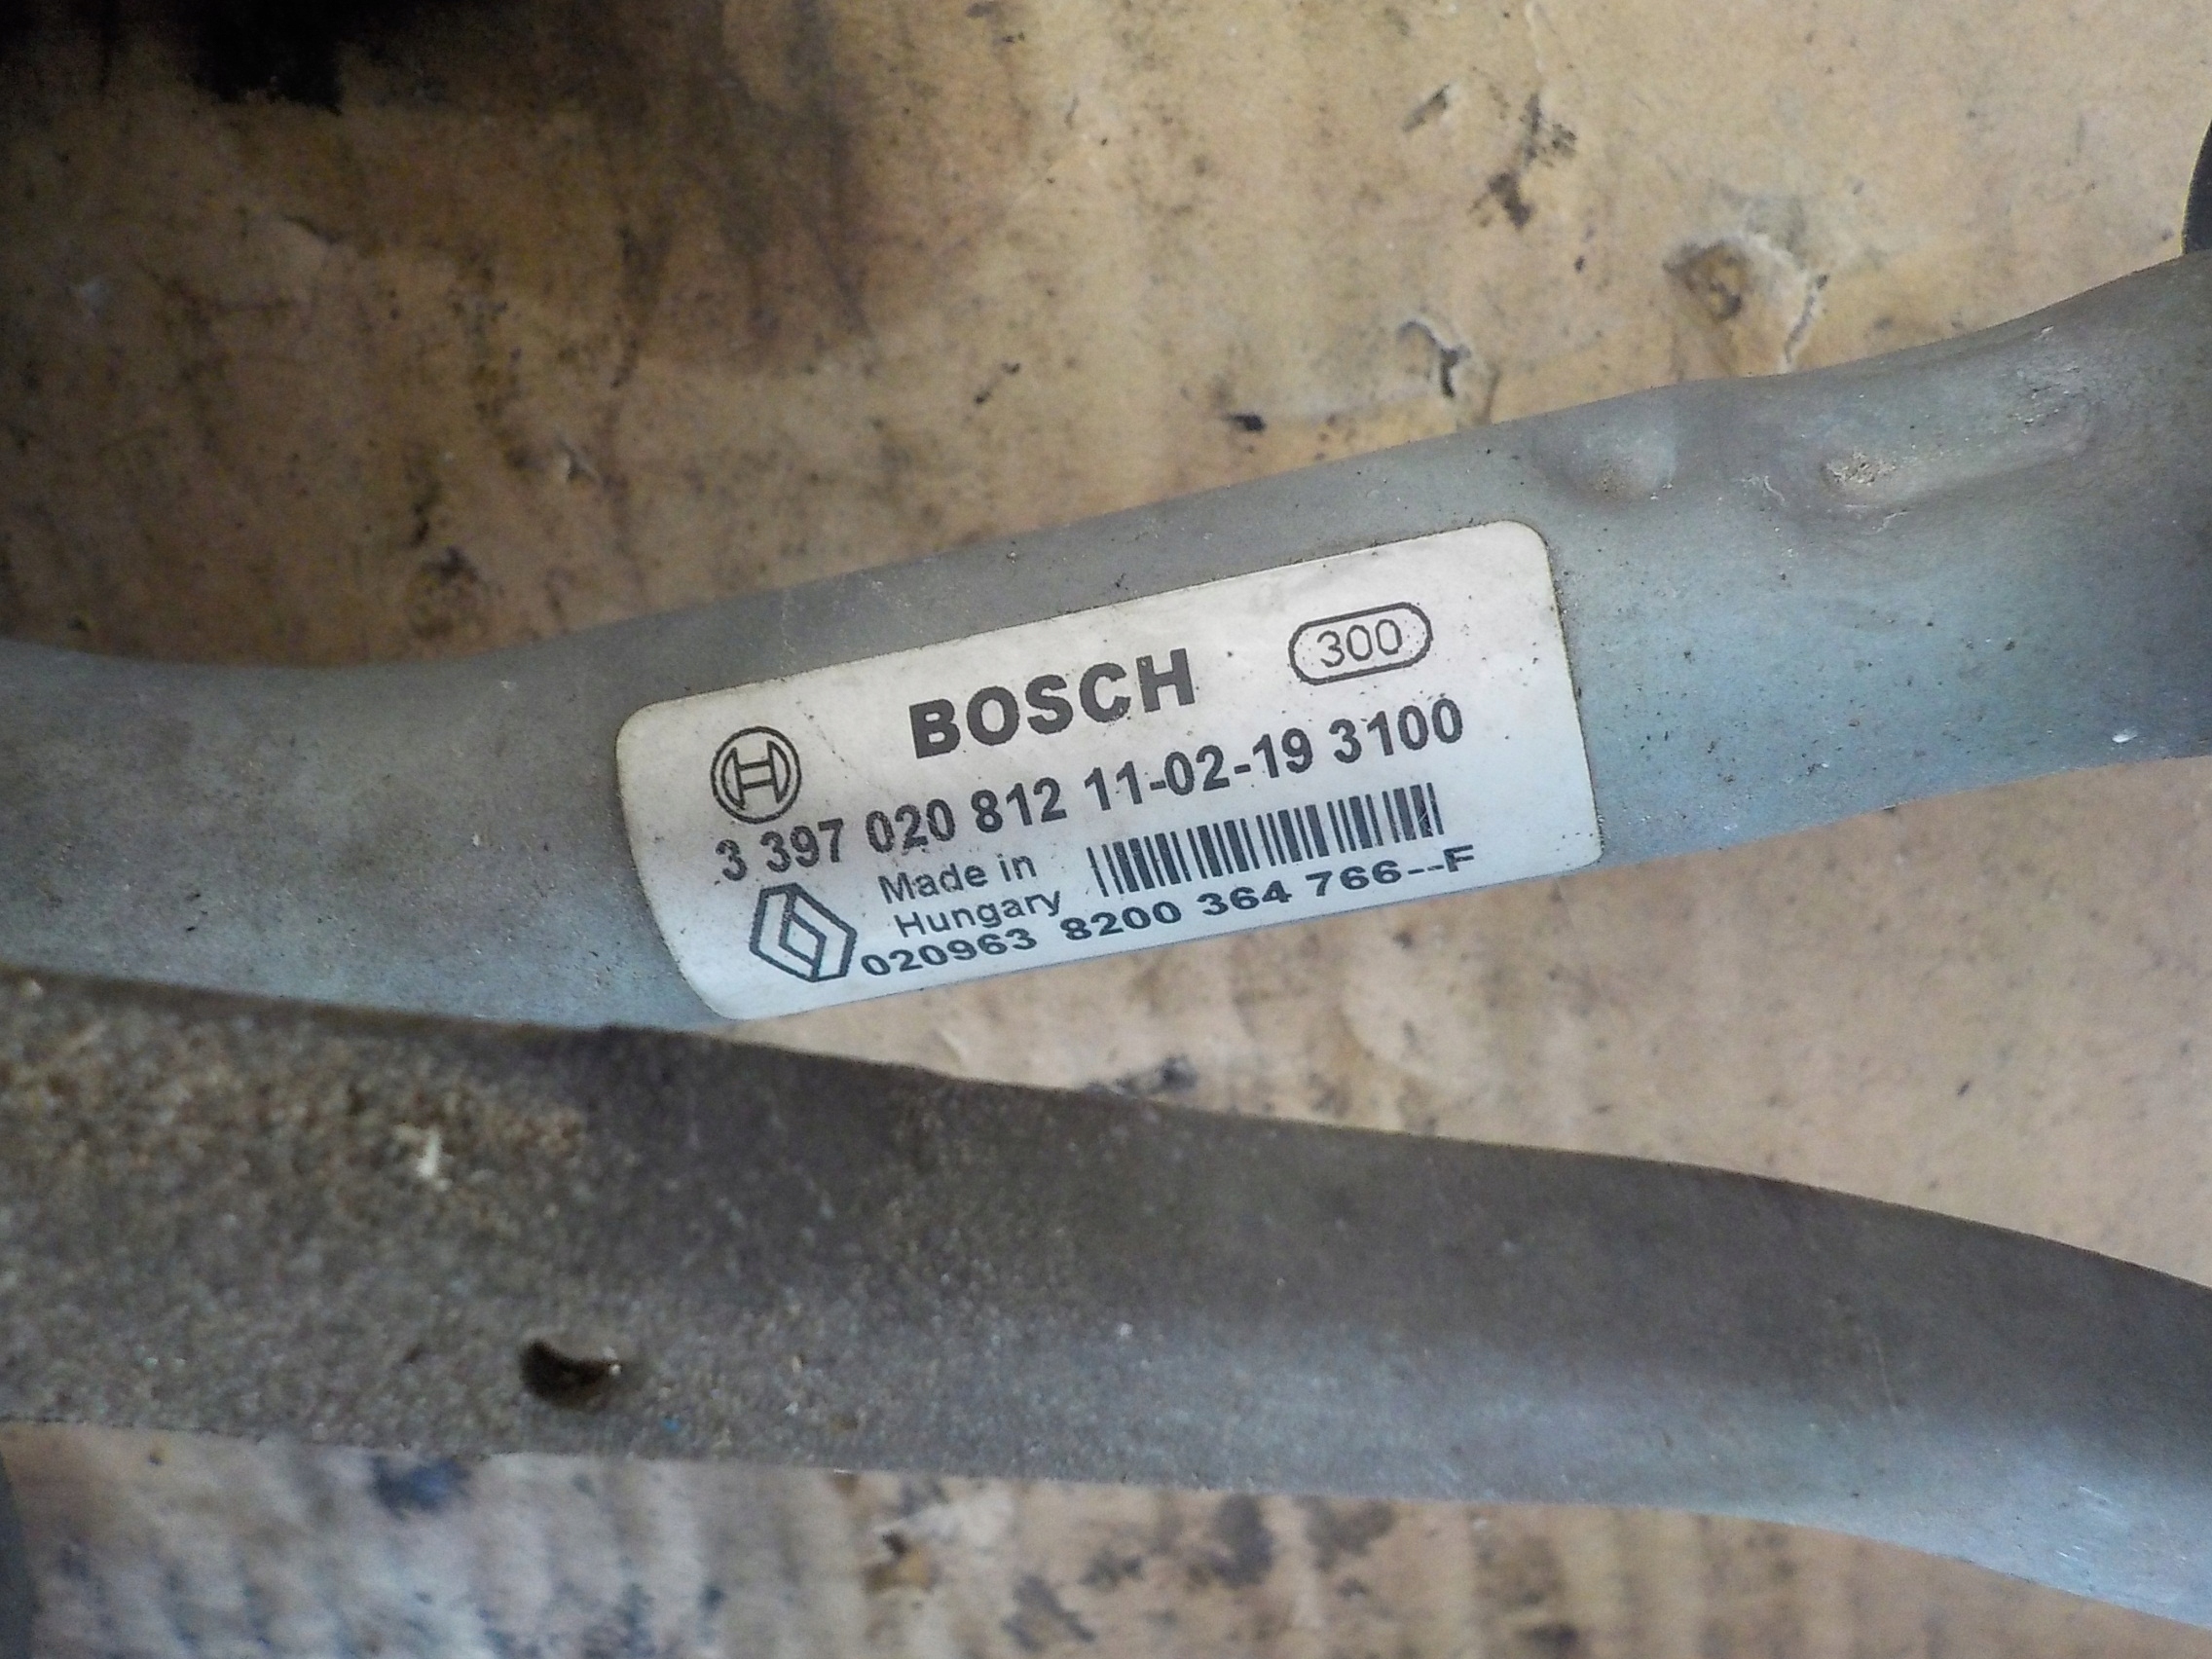 BOSCH 300
3 397 020 812 11-02-19 3100
Made in
Hungary
020963 8200 364 766--F